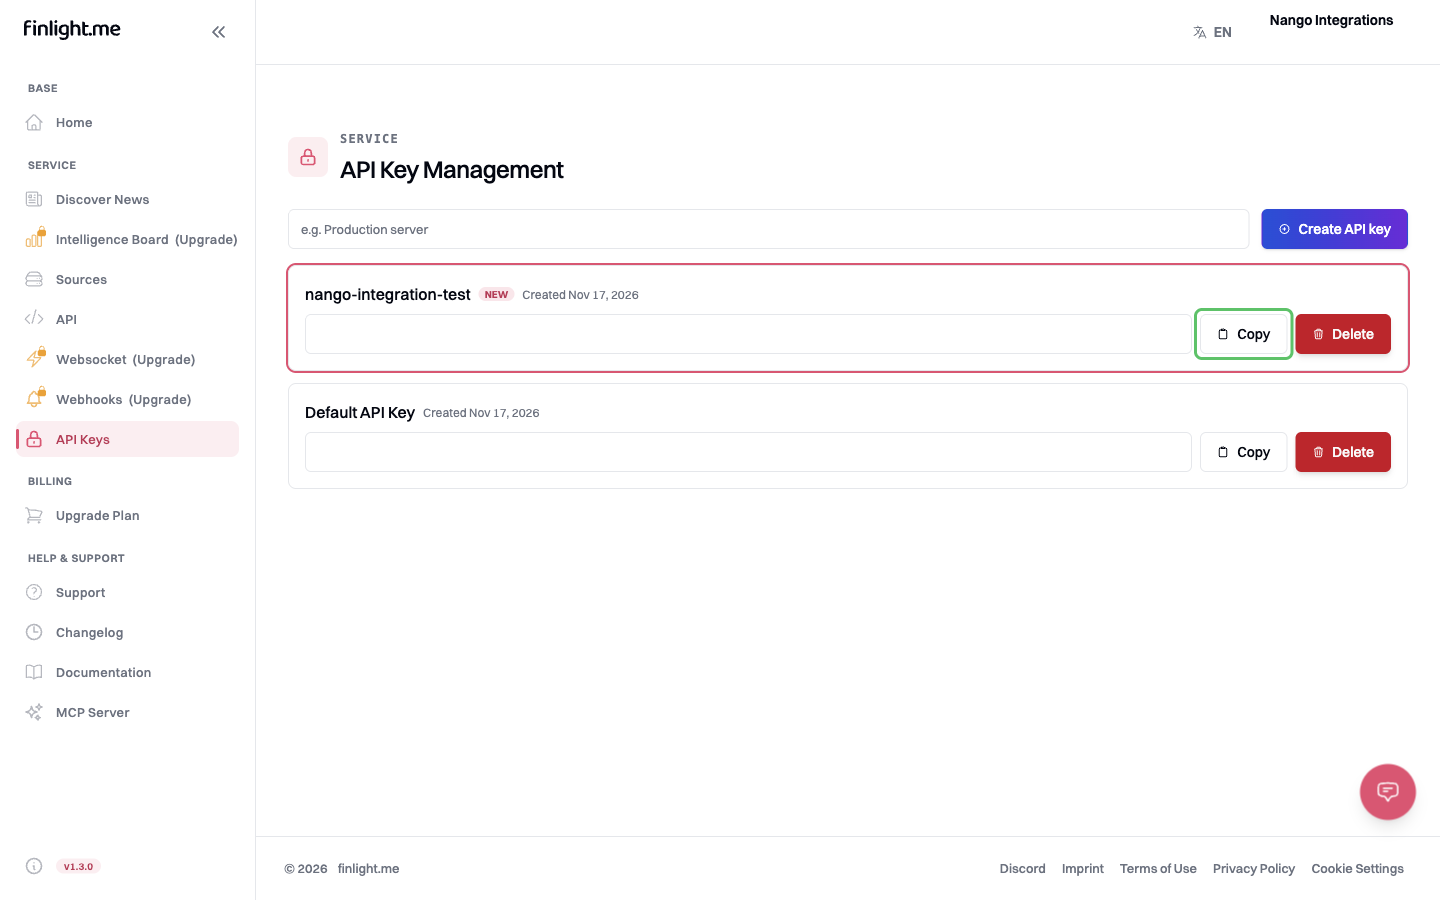 finlight.me
BASE
Home
SERVICE
Discover News
Intelligence Board (Upgrade)
Sources
API
Websocket (Upgrade)
Webhooks (Upgrade)
API Keys
BILLING
Upgrade Plan
HELP & SUPPORT
Support
Changelog
Documentation
MCP Server
v1.3.0
EN
Nango Integrations
SERVICE
API Key Management
e.g. Production server
Create API key
nango-integration-test NEW Created Nov 17, 2026
Copy Delete
Default API Key Created Nov 17, 2026
Copy Delete
© 2026 finlight.me
Discord Imprint Terms of Use Privacy Policy Cookie Settings